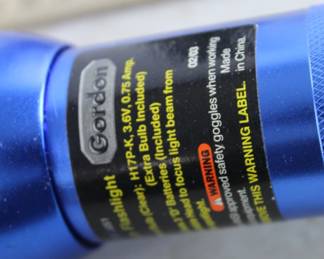 Gordon
Flashlight
H17P-K, 3.6V, 0.75 Amp.
(Extra Bulb Included)
"D" Batteries (Included)
Head to focus light beam from
02/03
WARNING
approved safety goggles when working
Made
in China
THIS WARNING LABEL